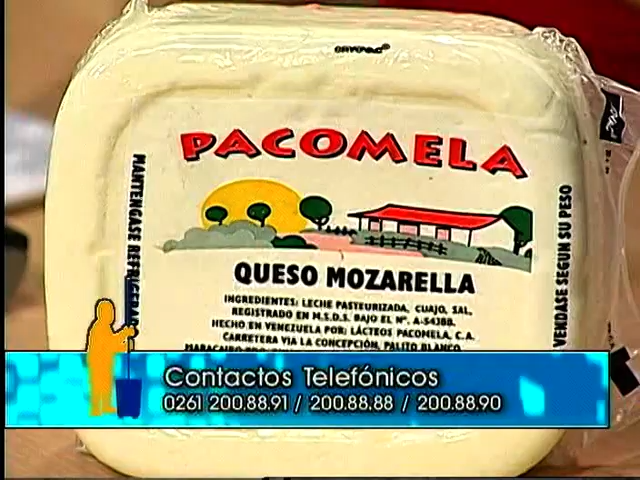 CRYOVAC
PACOMELA
MANTENGASE REFRIGERADO
VENDASE SEGUN SU PESO
QUESO MOZARELLA
INGREDIENTES: LECHE PASTEURIZADA, CUAJO, SAL,
REGISTRADO EN M.S.D.S. BAJO EL Nº. A-54388.
HECHO EN VENEZUELA POR: LÁCTEOS PACOMELA, C.A.
CARRETERA VIA LA CONCEPCIÓN, PALITO BLANCO,
Contactos Telefónicos
0261 200.88.91 / 200.88.88 / 200.88.90